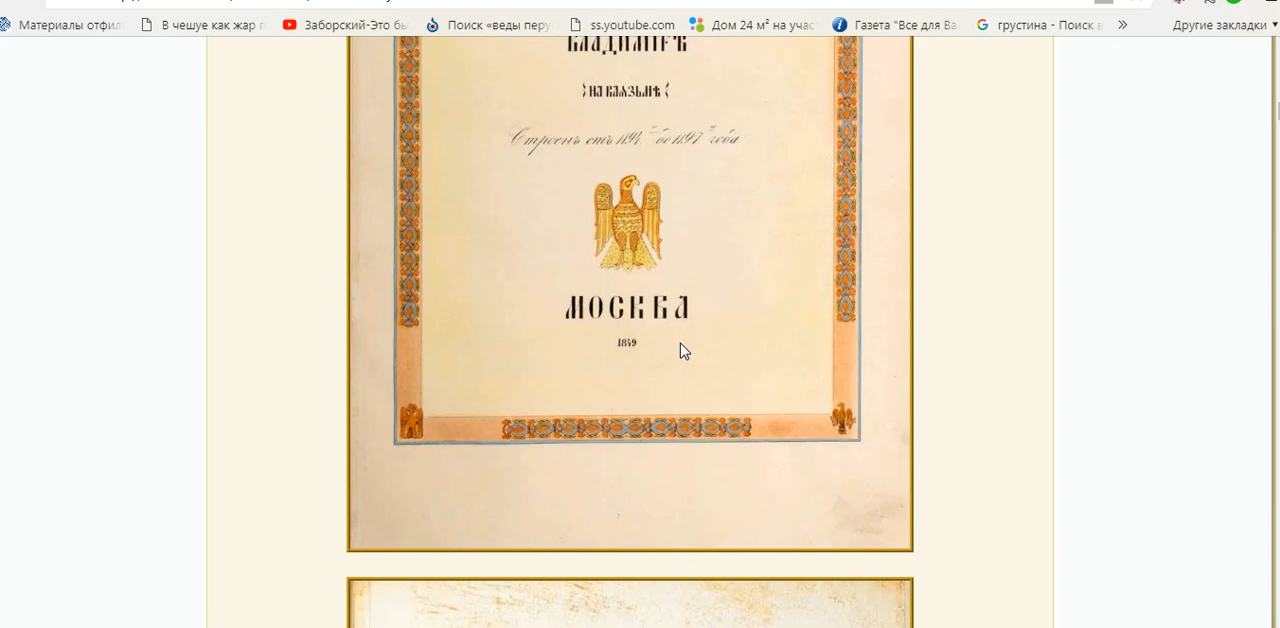 Материалы отфил
В чешуе как жар г
Заборский-Это бы
Поиск «веды перу
ss.youtube.com
Дом 24 м² на учас
Газета "Все для Ва
грустина - Поиск в
»
Другие закладки
ВЛАДИМІРѢ
НА КЛЯЗЬМѢ
Строенъ отъ 1194 до 1197 года
МОСКВА
1849